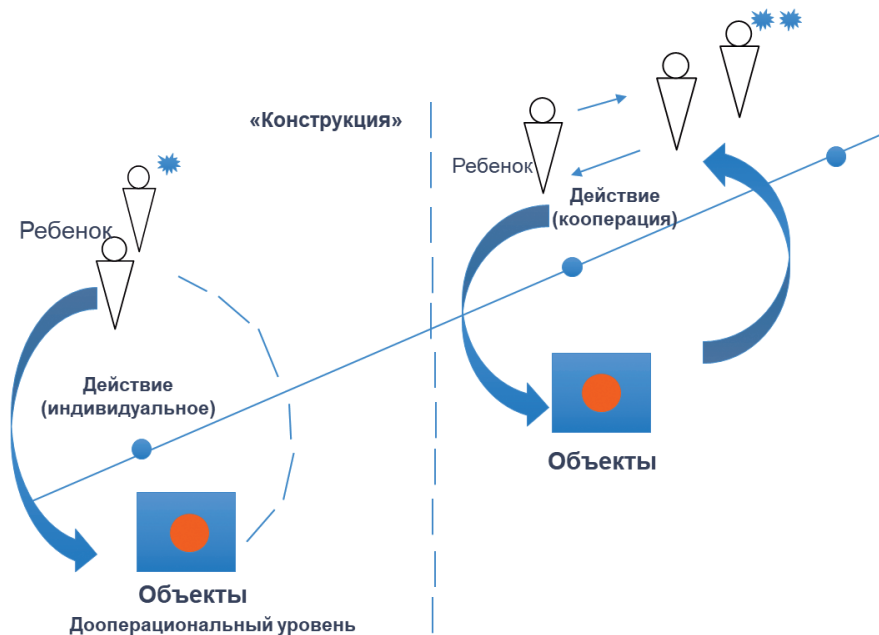 «Конструкция»
Ребенок
Действие
(индивидуальное)
Объекты
Дооперациональный уровень
Ребенок
Действие
(кооперация)
Объекты